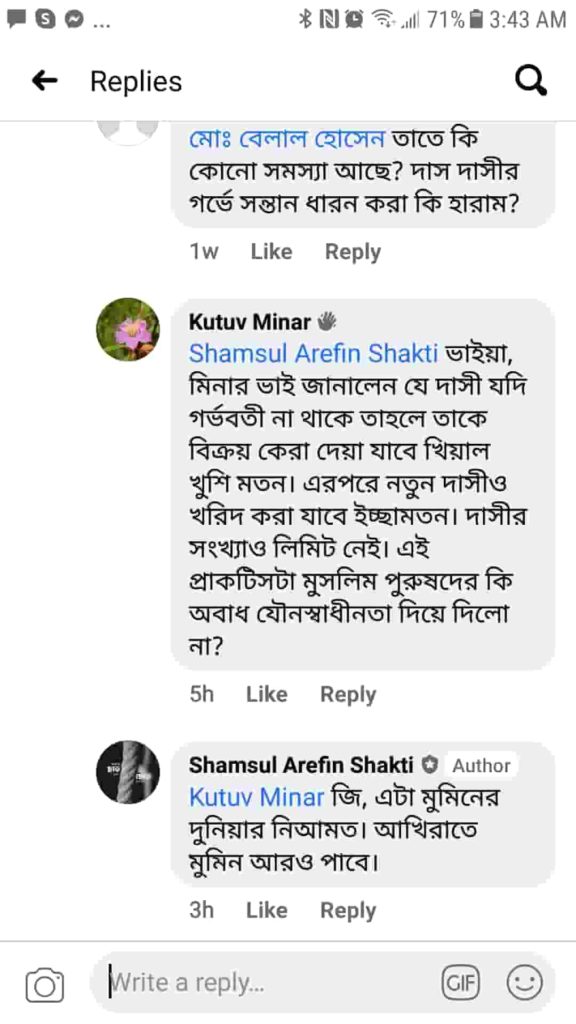 ... 71% 3:43 AM
Replies
মোঃ বেলাল হোসেন তাতে কি
কোনো সমস্যা আছে? দাস দাসীর
গর্ভে সন্তান ধারন করা কি হারাম?
1w Like Reply
Kutuv Minar
Shamsul Arefin Shakti ভাইয়া,
মিনার ভাই জানালেন যে দাসী যদি
গর্ভবতী না থাকে তাহলে তাকে
বিক্রয় কেরা দেয়া যাবে খিয়াল
খুশি মতন। এরপরে নতুন দাসীও
খরিদ করা যাবে ইচ্ছামতন। দাসীর
সংখ্যাও লিমিট নেই। এই
প্রাকটিসটা মুসলিম পুরুষদের কি
অবাধ যৌনস্বাধীনতা দিয়ে দিলো
না?
5h Like Reply
Shamsul Arefin Shakti Author
Kutuv Minar জি, এটা মুমিনের
দুনিয়ার নিআমত। আখিরাতে
মুমিন আরও পাবে।
3h Like Reply
Write a reply...
GIF